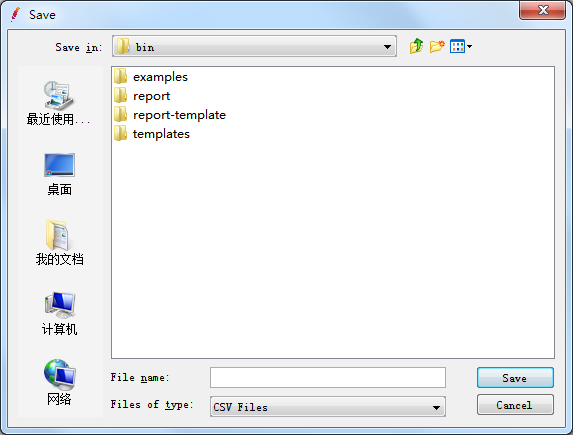 Save
Save in: bin
examples
report
report-template
templates
最近使用...
桌面
我的文档
计算机
网络
File name:
Save
Files of type: CSV Files
Cancel